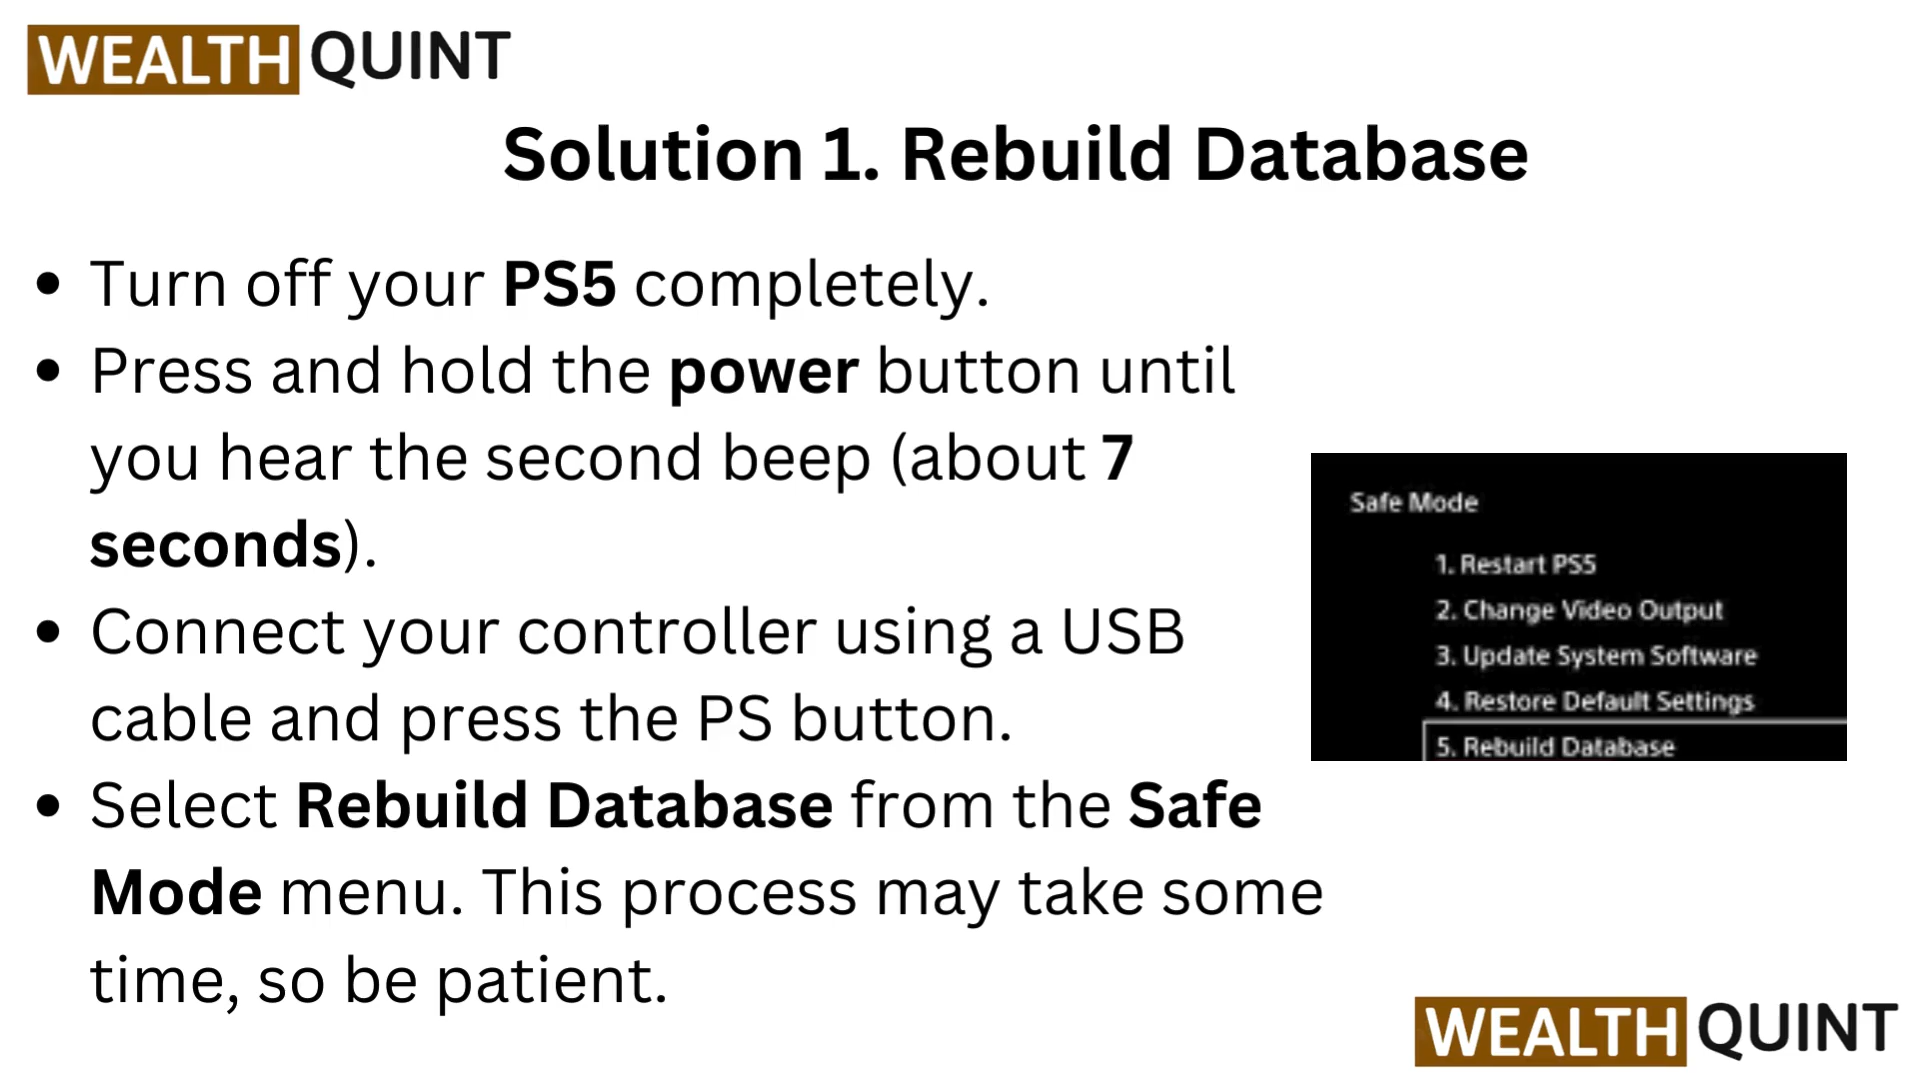 WEALTH QUINT
Solution 1. Rebuild Database
• Turn off your PS5 completely.
• Press and hold the power button until
you hear the second beep (about 7
seconds).
• Connect your controller using a USB
cable and press the PS button.
• Select Rebuild Database from the Safe
Mode menu. This process may take some
time, so be patient.
Safe Mode
1. Restart PS5
2. Change Video Output
3. Update System Software
4. Restore Default Settings
5. Rebuild Database
WEALTH QUINT